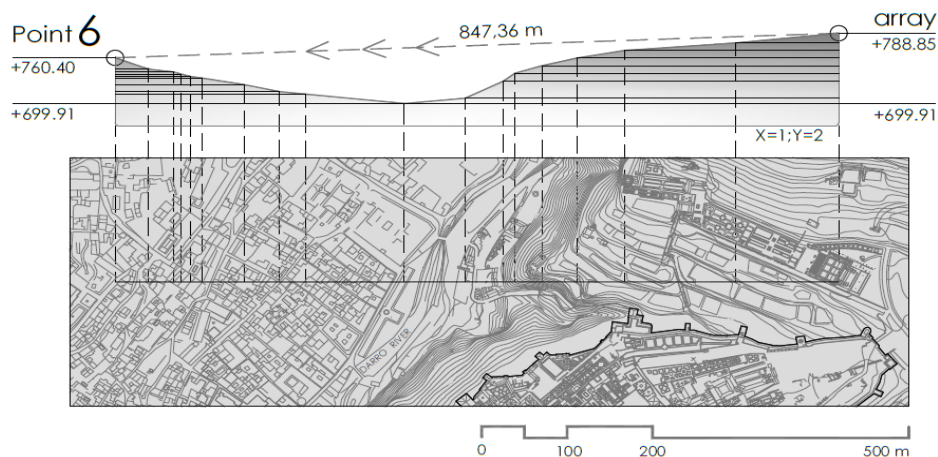 Point 6
array
847,36 m
+760.40
+788.85
+699.91
+699.91
X=1;Y=2
DARRO RIVER
0
100
200
500 m